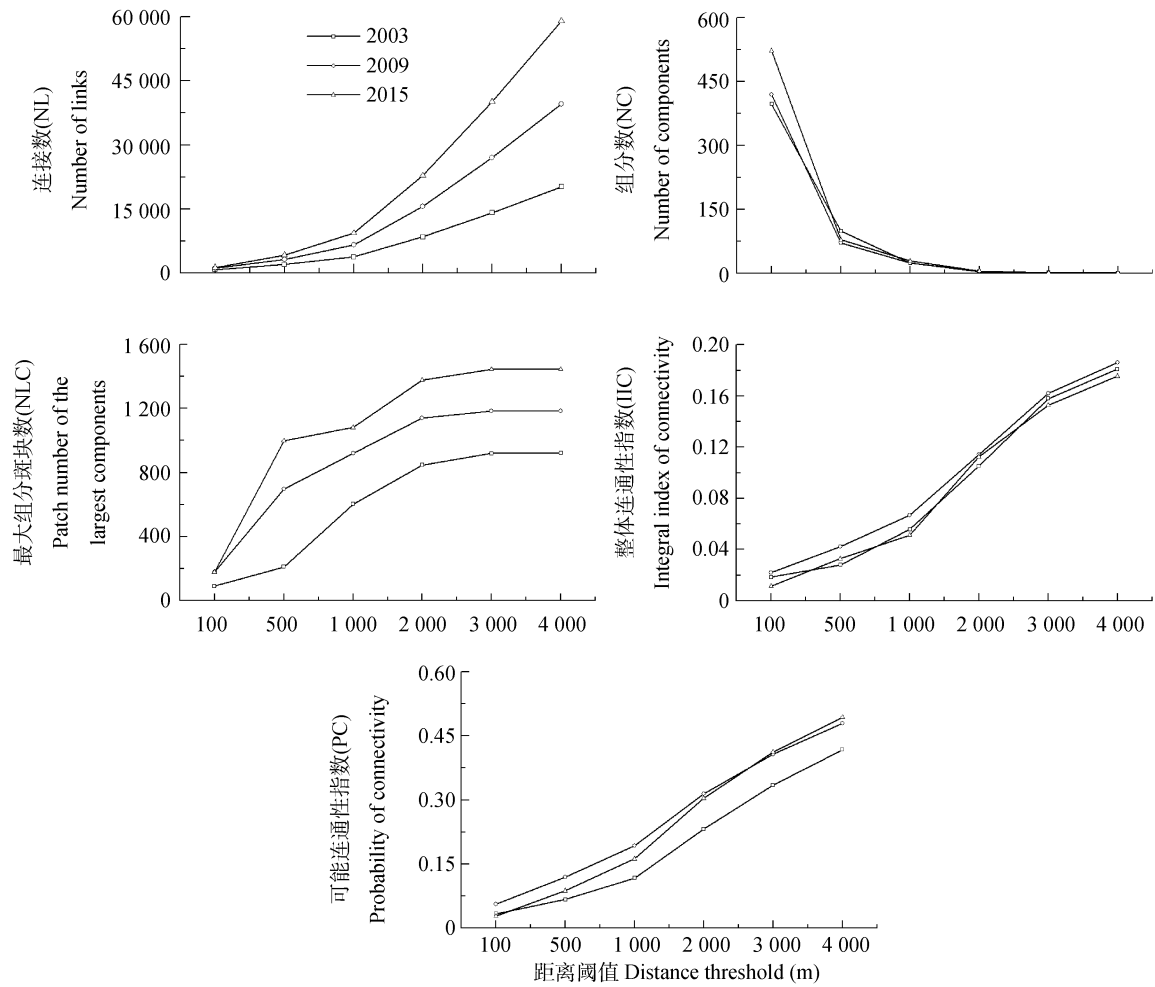 60 000
45 000
30 000
15 000
0
连接数(NL)
Number of links
2003
2009
2015
600
450
300
150
0
组分数(NC)
Number of components
1 600
1 200
800
400
0
最大组分斑块数(NLC)
Patch number of the
largest components
100 500 1 000 2 000 3 000 4 000
0.20
0.16
0.12
0.08
0.04
0
整体连通性指数(IIC)
Integral index of connectivity
100 500 1 000 2 000 3 000 4 000
0.60
0.45
0.30
0.15
0
可能连通性指数(PC)
Probability of connectivity
100 500 1 000 2 000 3 000 4 000
距离阈值 Distance threshold (m)